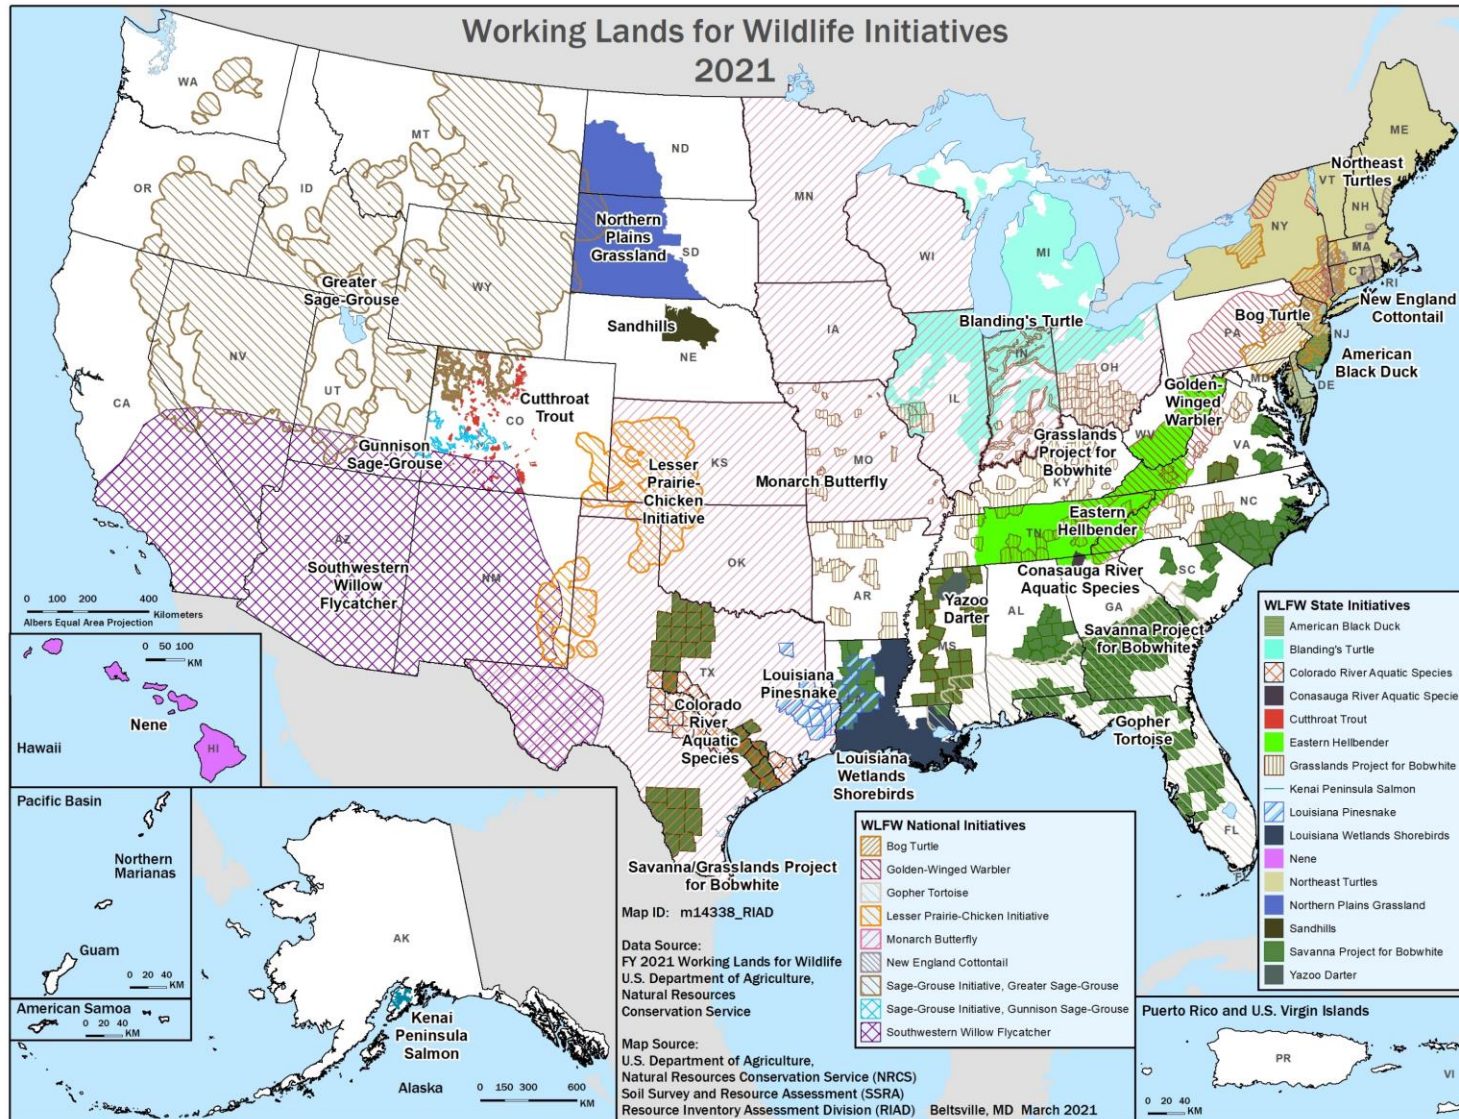 Working Lands for Wildlife Initiatives
2021
WA
MT
ND
OR
ID
MN
ME
Northeast
Turtles
VT
NH
NY
MA
CT
RI
New England
Cottontail
Northern
Plains
Grassland
SD
WI
MI
Greater
Sage-Grouse
WY
Sandhills
NE
IA
Blanding's Turtle
PA
Bog Turtle
NJ
American
Black Duck
NV
UT
CA
CO
Cutthroat
Trout
IL
IN
OH
MD
DE
Golden-
Winged
Warbler
WV
VA
Gunnison
Sage-Grouse
Lesser
Prairie-
Chicken
Initiative
KS
MO
Monarch Butterfly
Grasslands
Project for
Bobwhite
KY
NC
Eastern
Hellbender
TN
AZ
NM
Southwestern
Willow
Flycatcher
OK
AR
Conasauga River
Aquatic Species
SC
Yazoo
Darter
MS
AL
GA
Savanna Project
for Bobwhite
TX
Louisiana
Pinesnake
Colorado
River
Aquatic
Species
Louisiana
Wetlands
Shorebirds
Gopher
Tortoise
FL
Savanna/Grasslands Project
for Bobwhite
0 100 200 400
Kilometers
Albers Equal Area Projection
0 50 100
KM
Nene
Hawaii
HI
Pacific Basin
Northern
Marianas
Guam
0 20 40
KM
American Samoa
0 20 40
KM
AK
Kenai
Peninsula
Salmon
Alaska
0 150 300 600
KM
Map ID: m14338_RIAD
Data Source:
FY 2021 Working Lands for Wildlife
U.S. Department of Agriculture,
Natural Resources
Conservation Service
Map Source:
U.S. Department of Agriculture,
Natural Resources Conservation Service (NRCS)
Soil Survey and Resource Assessment (SSRA)
Resource Inventory Assessment Division (RIAD) Beltsville, MD March 2021
WLFW National Initiatives
Bog Turtle
Golden-Winged Warbler
Gopher Tortoise
Lesser Prairie-Chicken Initiative
Monarch Butterfly
New England Cottontail
Sage-Grouse Initiative, Greater Sage-Grouse
Sage-Grouse Initiative, Gunnison Sage-Grouse
Southwestern Willow Flycatcher
WLFW State Initiatives
American Black Duck
Blanding's Turtle
Colorado River Aquatic Species
Conasauga River Aquatic Specie
Cutthroat Trout
Eastern Hellbender
Grasslands Project for Bobwhite
Kenai Peninsula Salmon
Louisiana Pinesnake
Louisiana Wetlands Shorebirds
Nene
Northeast Turtles
Northern Plains Grassland
Sandhills
Savanna Project for Bobwhite
Yazoo Darter
Puerto Rico and U.S. Virgin Islands
PR
VI
0 20 40
KM